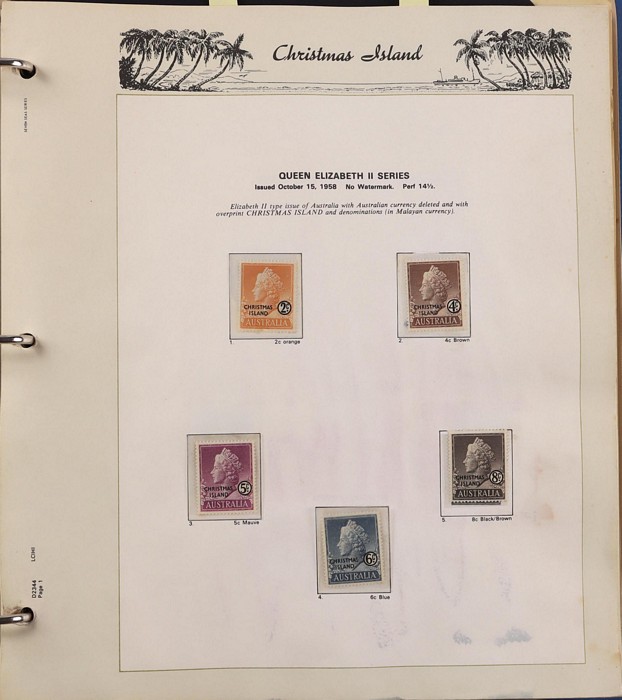 Christmas Island
QUEEN ELIZABETH II SERIES
Issued October 15, 1958 No Watermark. Perf 14½.
Elizabeth II type issue of Australia with Australian currency deleted and with
overprint CHRISTMAS ISLAND and denominations (in Malayan currency).
CHRISTMAS
ISLAND
2c
AUSTRALIA
1 2c orange
CHRISTMAS
ISLAND
4c
AUSTRALIA
2. 4c Brown
CHRISTMAS
ISLAND
5c
AUSTRALIA
3. 5c Mauve
CHRISTMAS
ISLAND
8c
AUSTRALIA
5. 8c Black/Brown
CHRISTMAS
ISLAND
6c
AUSTRALIA
4. 6c Blue
D2344 LCHI
Page 1